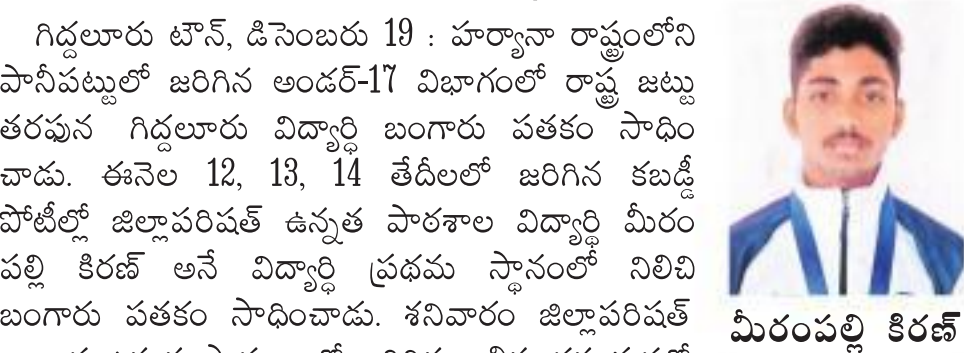 గిద్దలూరు టౌన్, డిసెంబరు 19 : హర్యానా రాష్ట్రంలోని
పానీపట్టులో జరిగిన అండర్-17 విభాగంలో రాష్ట్ర జట్టు
తరఫున గిద్దలూరు విద్యార్థి బంగారు పతకం సాధిం
చాడు. ఈనెల 12, 13, 14 తేదీలలో జరిగిన కబడ్డీ
పోటీల్లో జిల్లాపరిషత్ ఉన్నత పాఠశాల విద్యార్థి మీరం
పల్లి కిరణ్ అనే విద్యార్ధి ప్రథమ స్థానంలో నిలిచి
బంగారు పతకం సాధించాడు. శనివారం జిల్లాపరిషత్
మీరంపల్లి కిరణ్